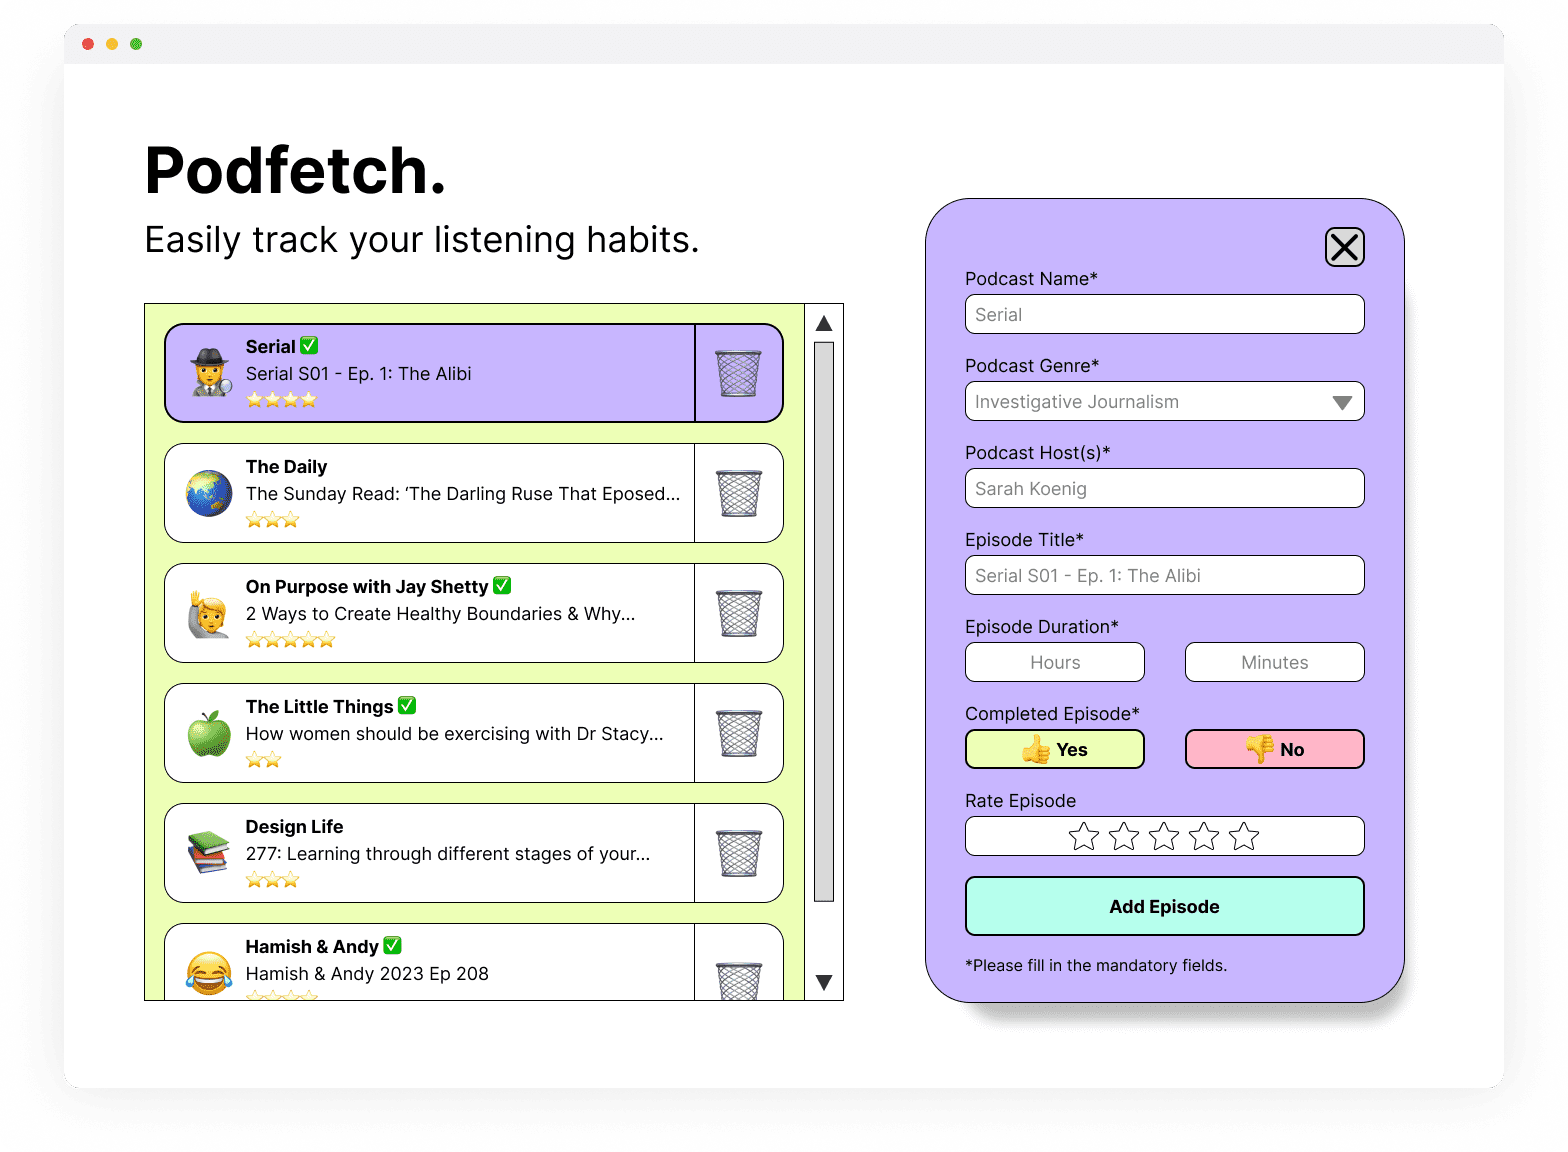 Podfetch.
Easily track your listening habits.
Serial
Serial S01 - Ep. 1: The Alibi
The Daily
The Sunday Read: ‘The Darling Ruse That Eposed...
On Purpose with Jay Shetty
2 Ways to Create Healthy Boundaries & Why...
The Little Things
How women should be exercising with Dr Stacy...
Design Life
277: Learning through different stages of your...
Hamish & Andy
Hamish & Andy 2023 Ep 208
Podcast Name*
Serial
Podcast Genre*
Investigative Journalism
Podcast Host(s)*
Sarah Koenig
Episode Title*
Serial S01 - Ep. 1: The Alibi
Episode Duration*
Hours Minutes
Completed Episode*
Yes No
Rate Episode
Add Episode
*Please fill in the mandatory fields.